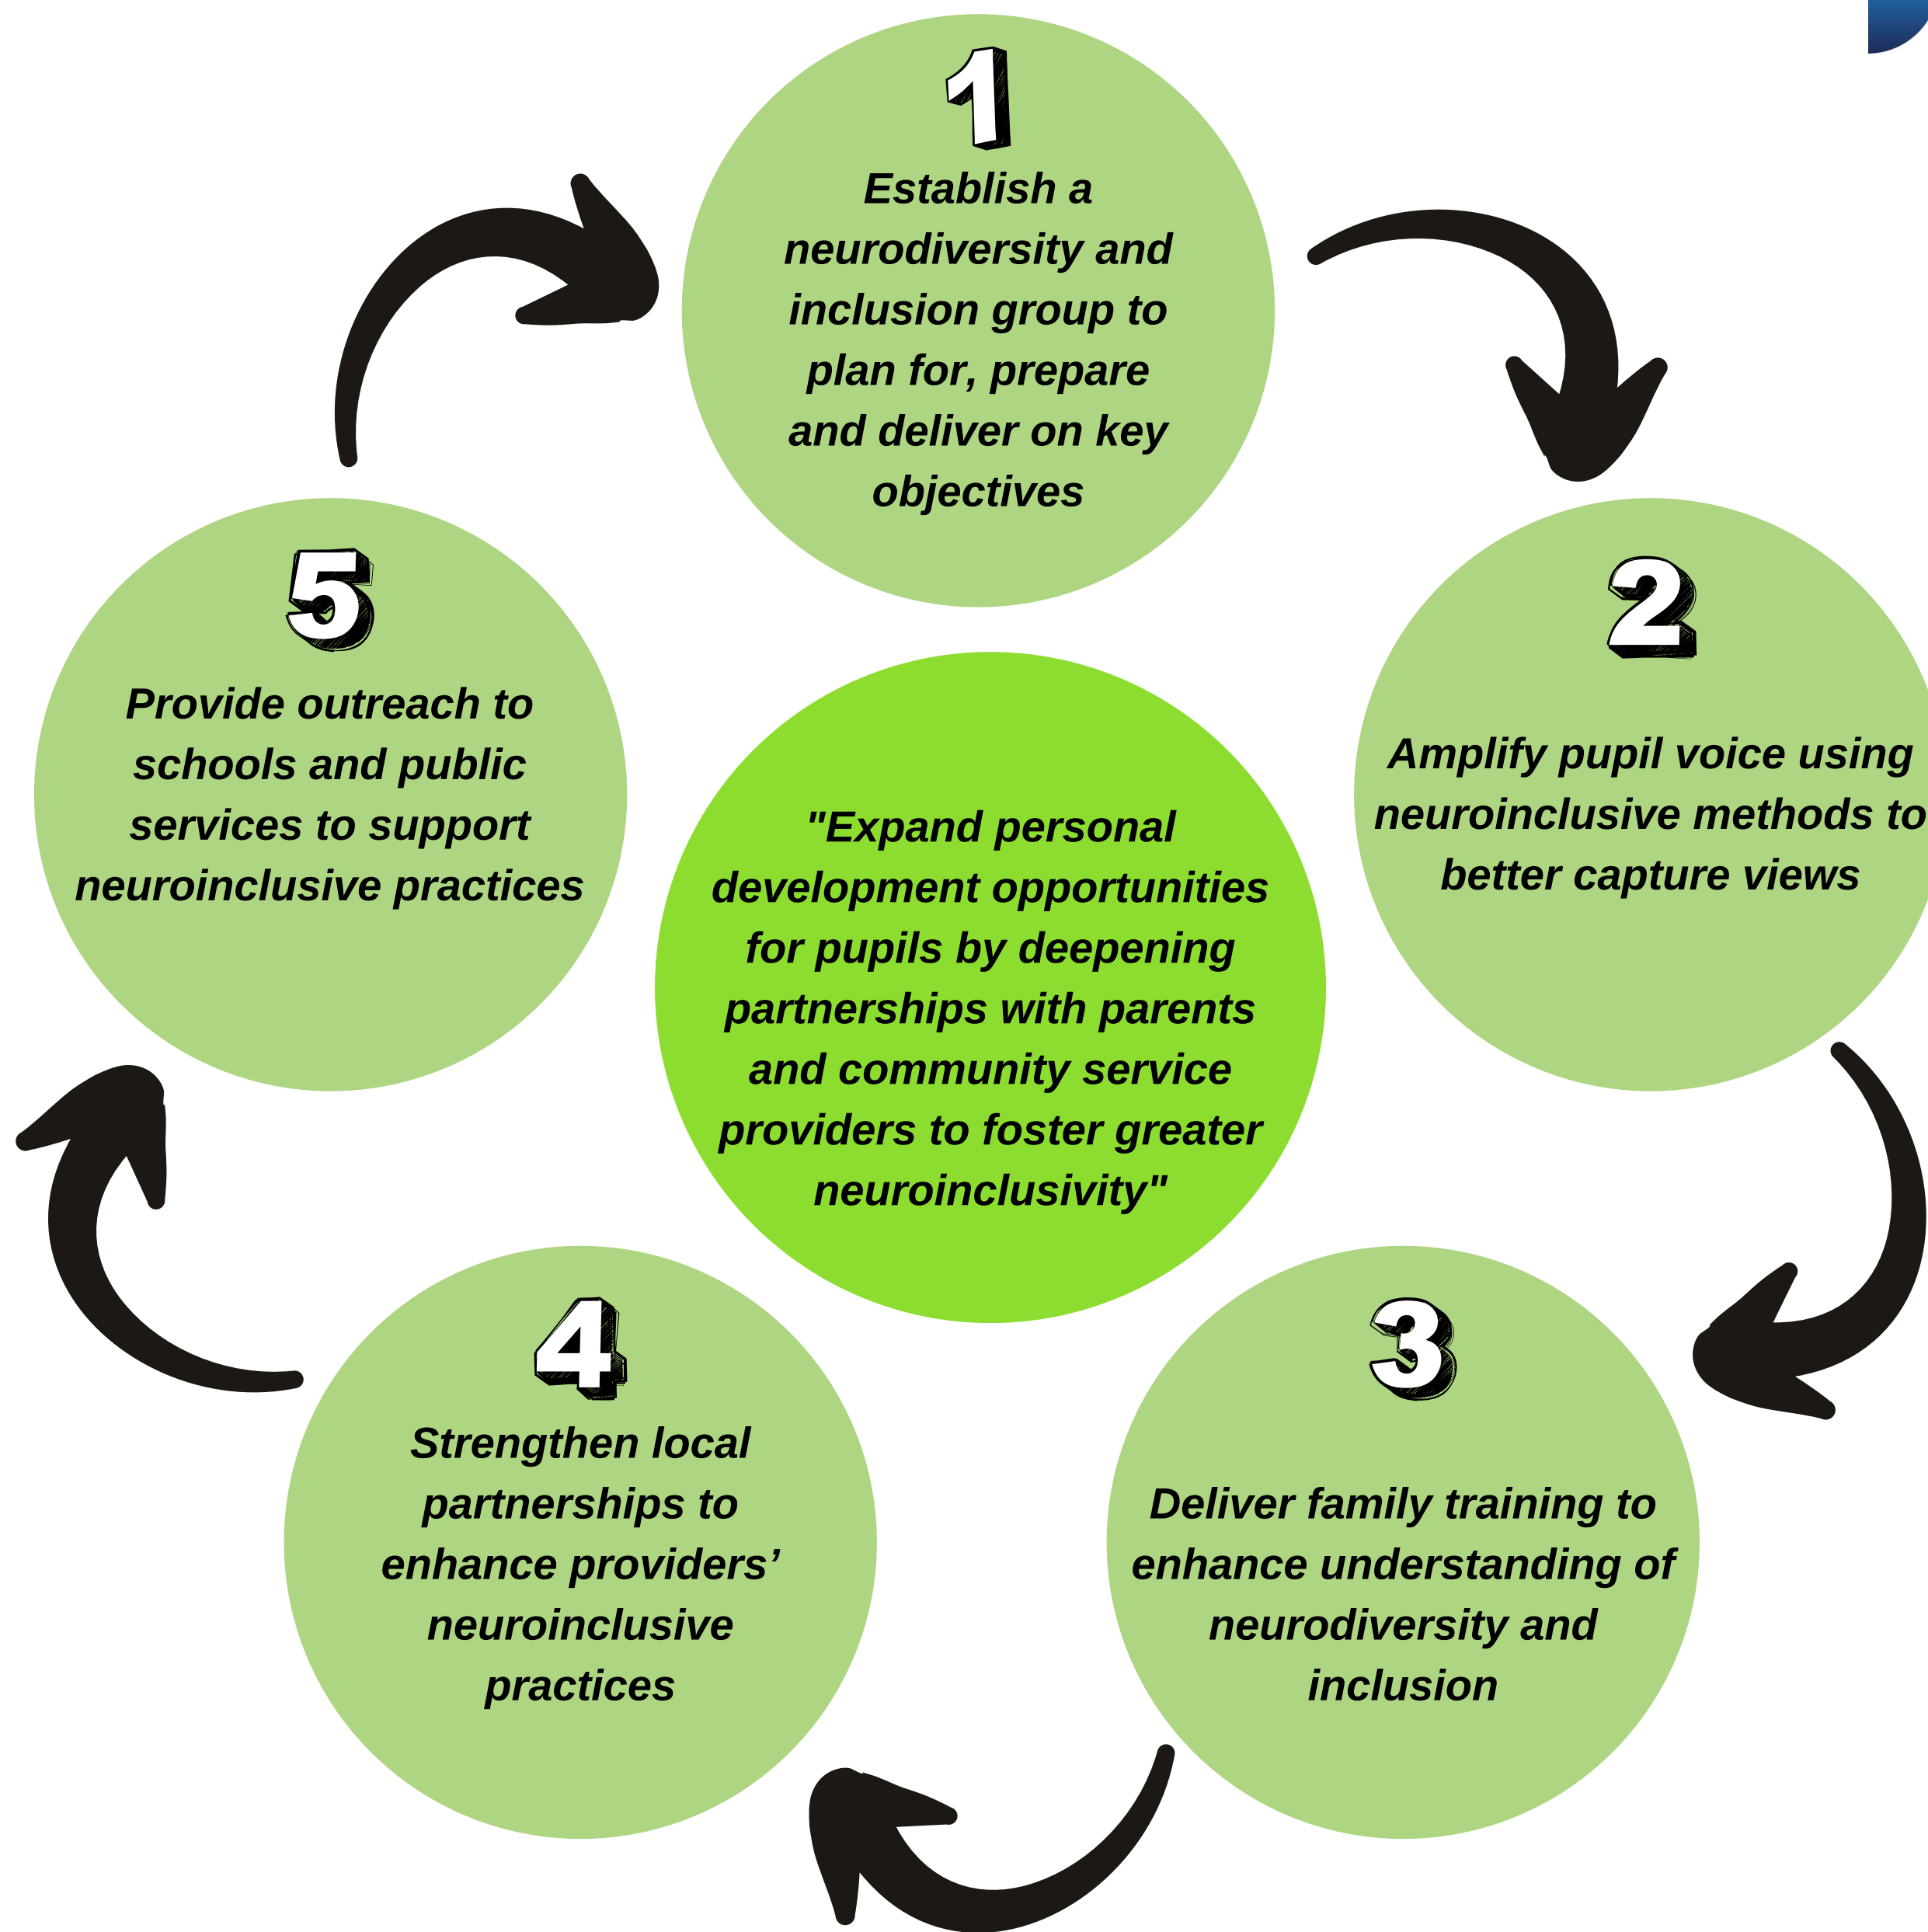 1
Establish a
neurodiversity and
inclusion group to
plan for, prepare
and deliver on key
objectives
2
Amplify pupil voice using
neuroinclusive methods to
better capture views
3
Deliver family training to
enhance understanding of
neurodiversity and
inclusion
4
Strengthen local
partnerships to
enhance providers’
neuroinclusive
practices
5
Provide outreach to
schools and public
services to support
neuroinclusive practices
"Expand personal
development opportunities
for pupils by deepening
partnerships with parents
and community service
providers to foster greater
neuroinclusivity"